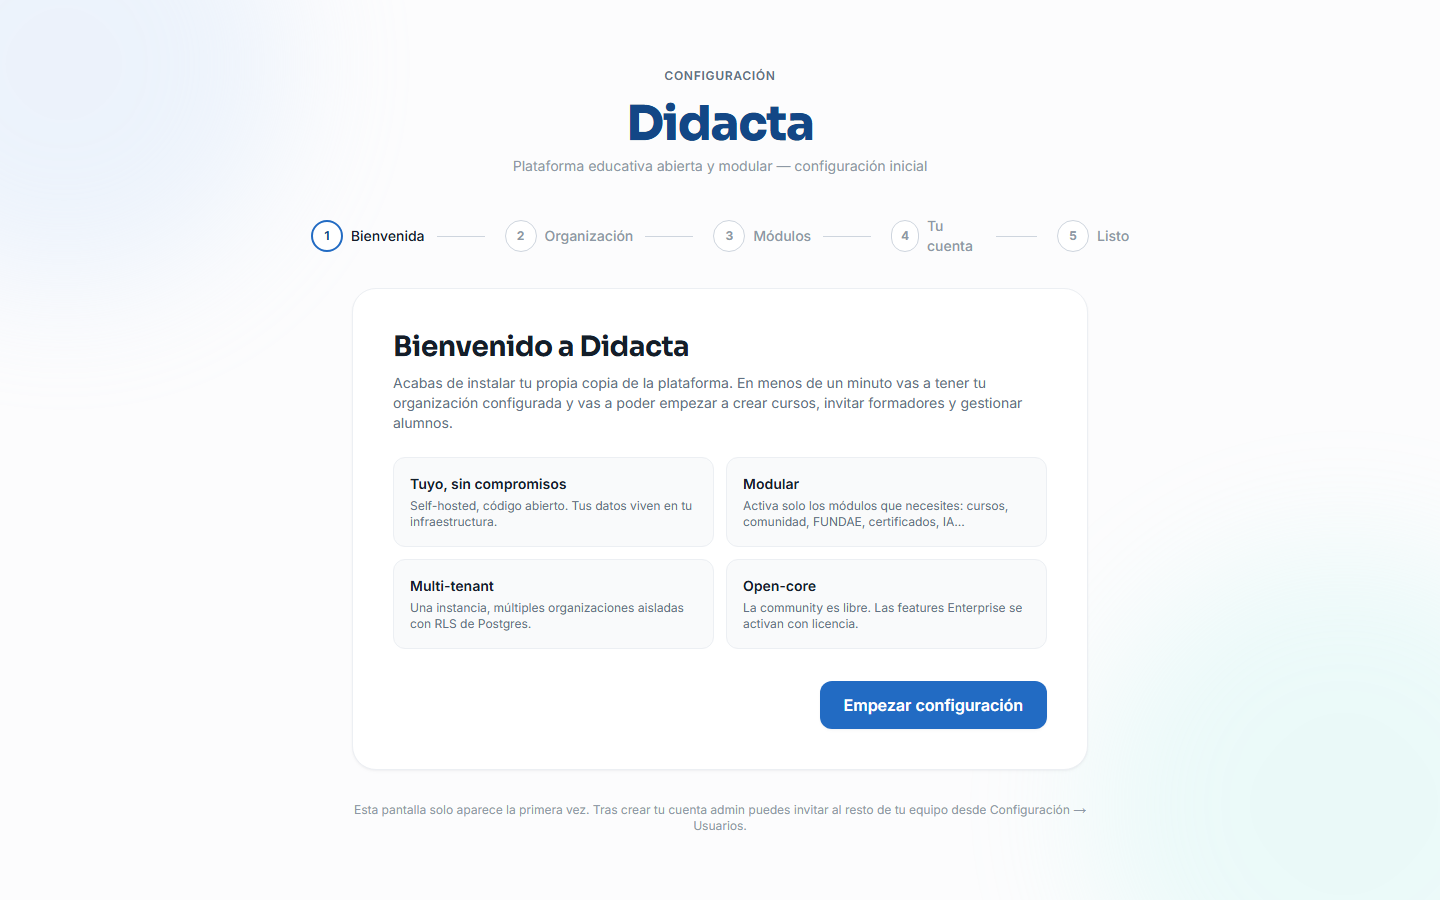 CONFIGURACIÓN
Didacta
Plataforma educativa abierta y modular — configuración inicial
1 Bienvenida
2 Organización
3 Módulos
4 Tu
cuenta
5 Listo
Bienvenido a Didacta
Acabas de instalar tu propia copia de la plataforma. En menos de un minuto vas a tener tu
organización configurada y vas a poder empezar a crear cursos, invitar formadores y gestionar
alumnos.
Tuyo, sin compromisos
Self-hosted, código abierto. Tus datos viven en tu
infraestructura.
Modular
Activa solo los módulos que necesites: cursos,
comunidad, FUNDAE, certificados, IA...
Multi-tenant
Una instancia, múltiples organizaciones aisladas
con RLS de Postgres.
Open-core
La community es libre. Las features Enterprise se
activan con licencia.
Empezar configuración
Esta pantalla solo aparece la primera vez. Tras crear tu cuenta admin puedes invitar al resto de tu equipo desde Configuración →
Usuarios.